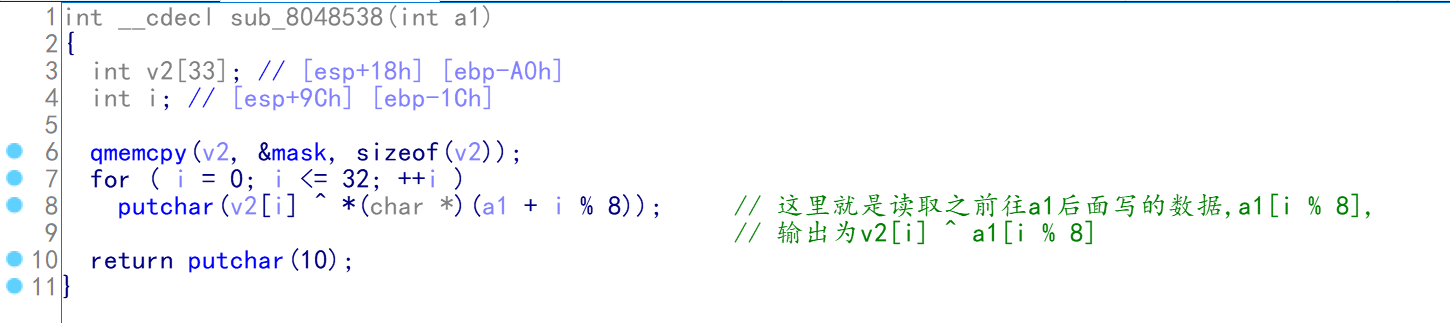 1 int __cdecl sub_8048538(int a1)
2 {
3 int v2[33]; // [esp+18h] [ebp-A0h]
4 int i; // [esp+9Ch] [ebp-1Ch]
5
6 qmemcpy(v2, &mask, sizeof(v2));
7 for ( i = 0; i <= 32; ++i )
8 putchar(v2[i] ^ *(char *)(a1 + i % 8)); // 这里就是读取之前往a1后面写的数据,a1[i % 8],
9 // 输出为v2[i] ^ a1[i % 8]
10 return putchar(10);
11 }